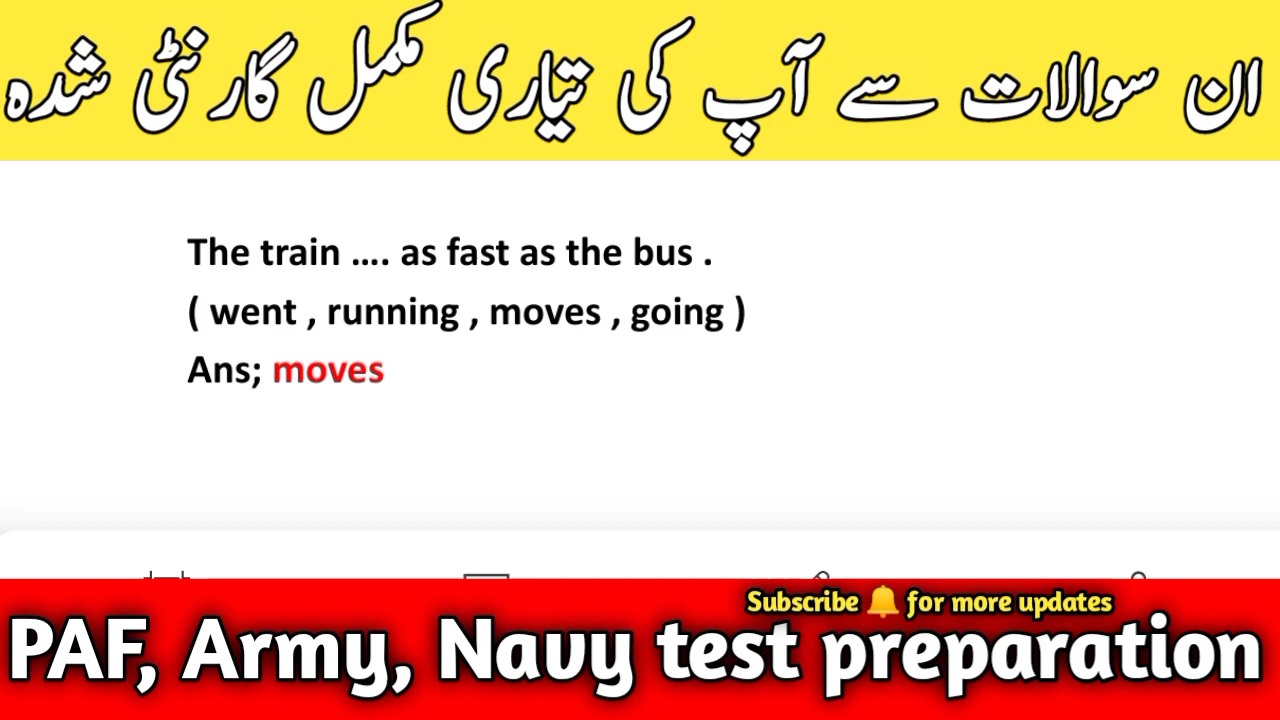 ان سوالات سے آپ کی تیاری مکمل گارنٹی شدہ
The train .... as fast as the bus .
( went , running , moves , going )
Ans; moves
Subscribe 🔔 for more updates
PAF, Army, Navy test preparation